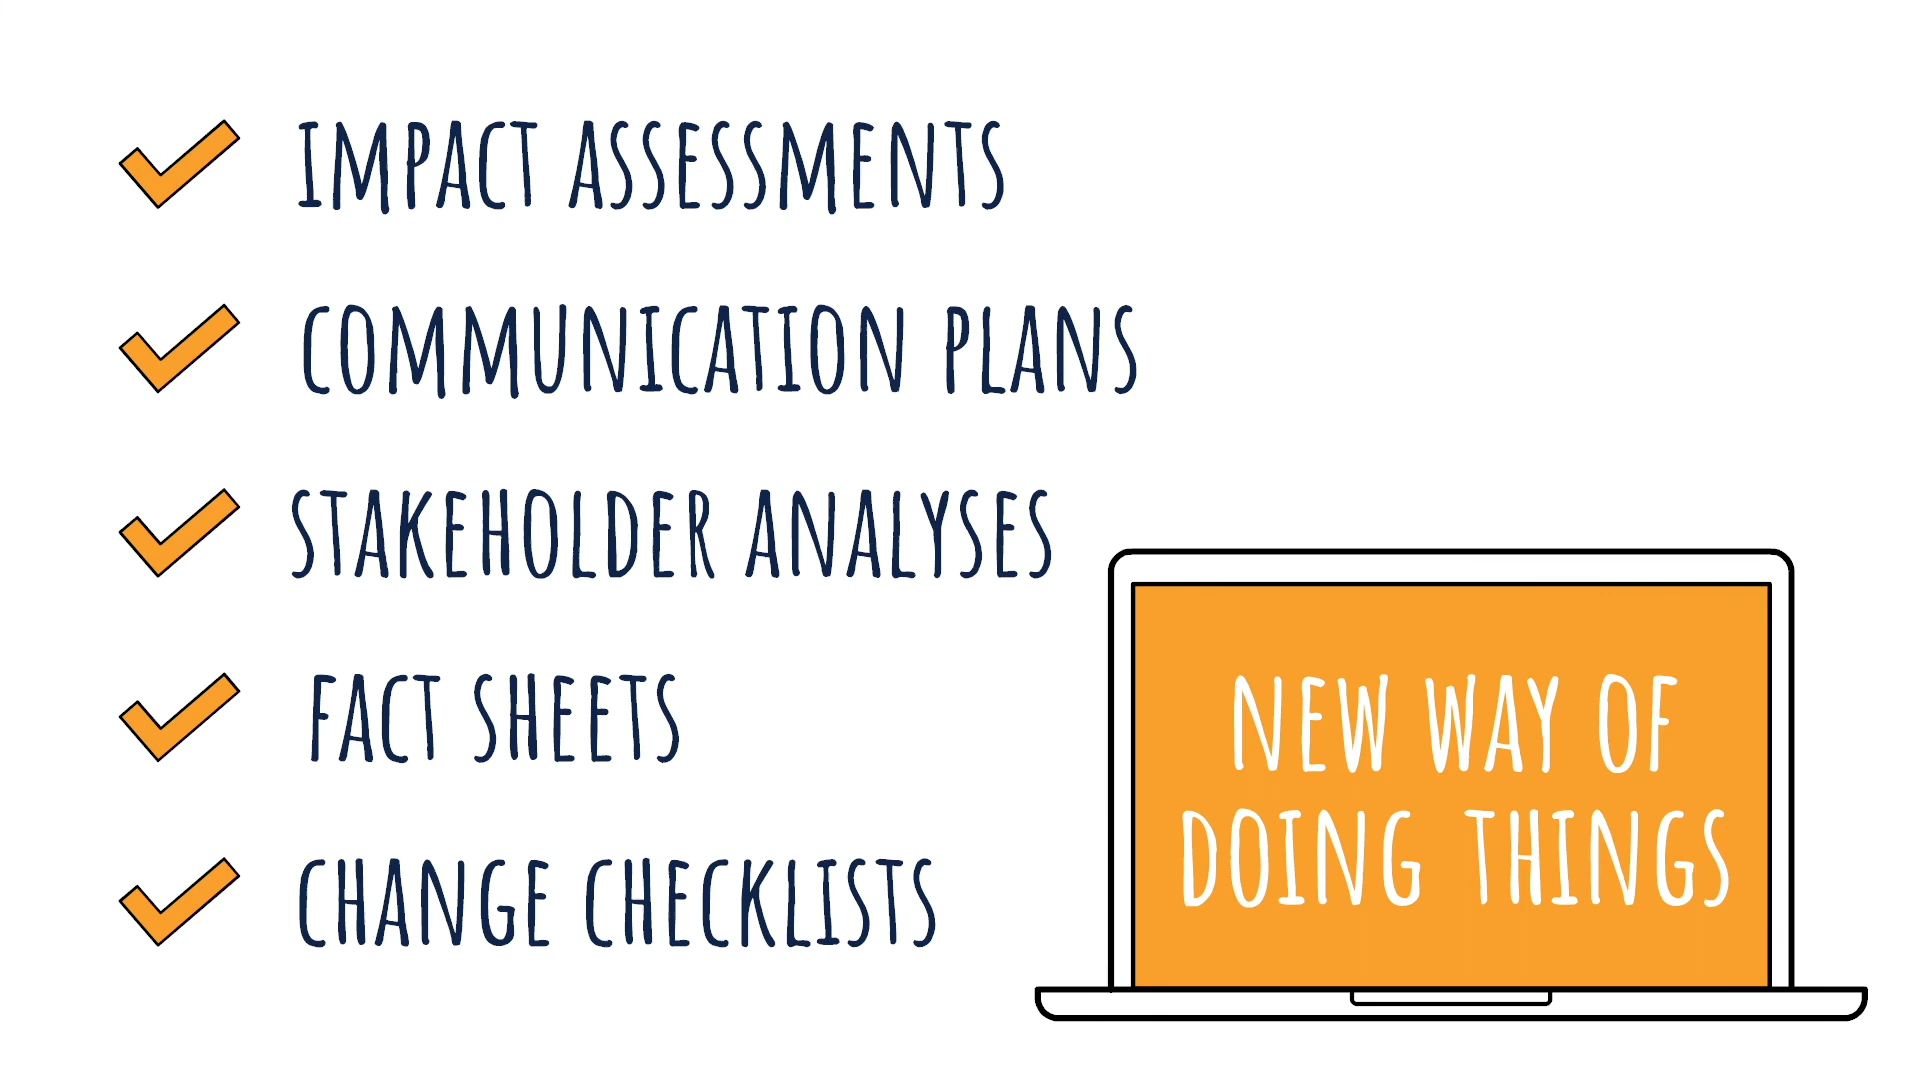 IMPACT ASSESSMENTS
COMMUNICATION PLANS
STAKEHOLDER ANALYSES
FACT SHEETS
CHANGE CHECKLISTS
NEW WAY OF
DOING THINGS